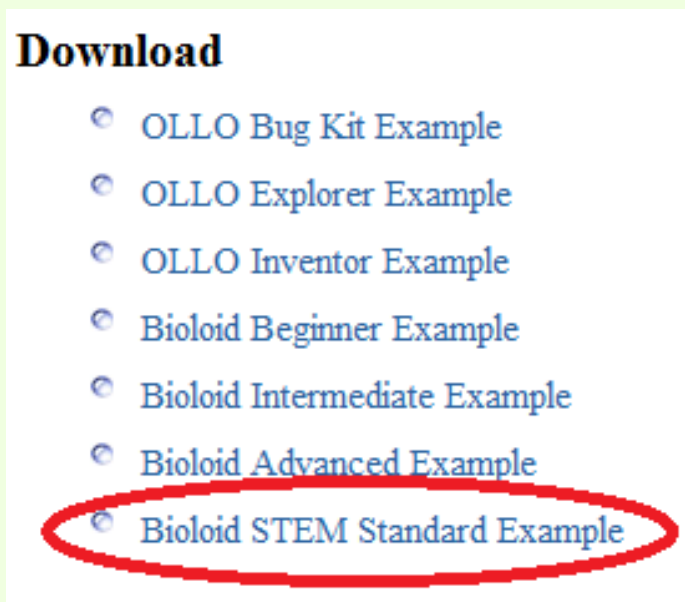 Download
OLLO Bug Kit Example
OLLO Explorer Example
OLLO Inventor Example
Bioloid Beginner Example
Bioloid Intermediate Example
Bioloid Advanced Example
Bioloid STEM Standard Example